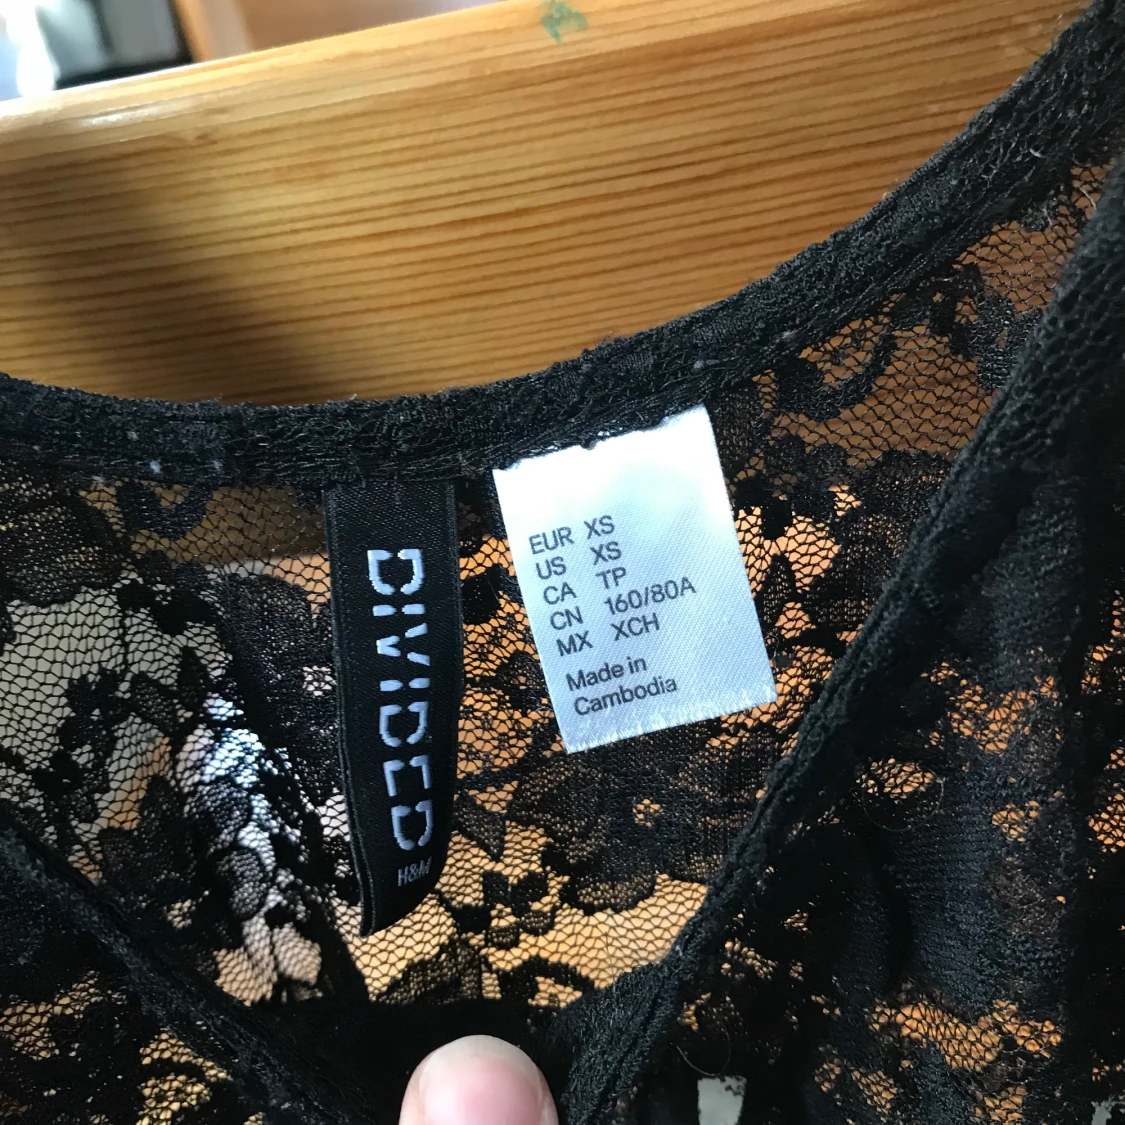 DIVIDED
H&M
EUR XS
US XS
CA TP
CN 160/80A
MX XCH
Made in
Cambodia